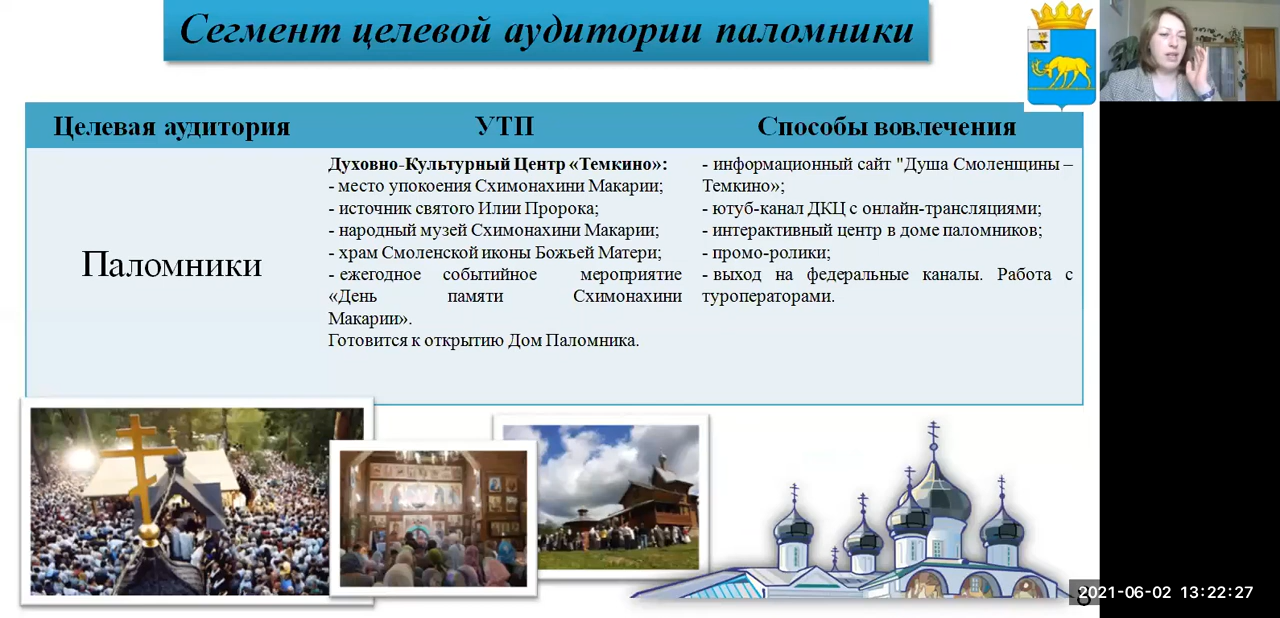 Сегмент целевой аудитории паломники
Целевая аудитория
УТП
Способы вовлечения
Паломники
Духовно-Культурный Центр «Темкино»:
- место упокоения Схимонахини Макарии;
- источник святого Илии Пророка;
- народный музей Схимонахини Макарии;
- храм Смоленской иконы Божьей Матери;
- ежегодное событийное мероприятие
«День памяти Схимонахини
Макарии».
Готовится к открытию Дом Паломника.
- информационный сайт "Душа Смоленщины –
Темкино»;
- ютуб-канал ДКЦ с онлайн-трансляциями;
- интерактивный центр в доме паломников;
- промо-ролики;
- выход на федеральные каналы. Работа с
туроператорами.
2021-06-02 13:22:27